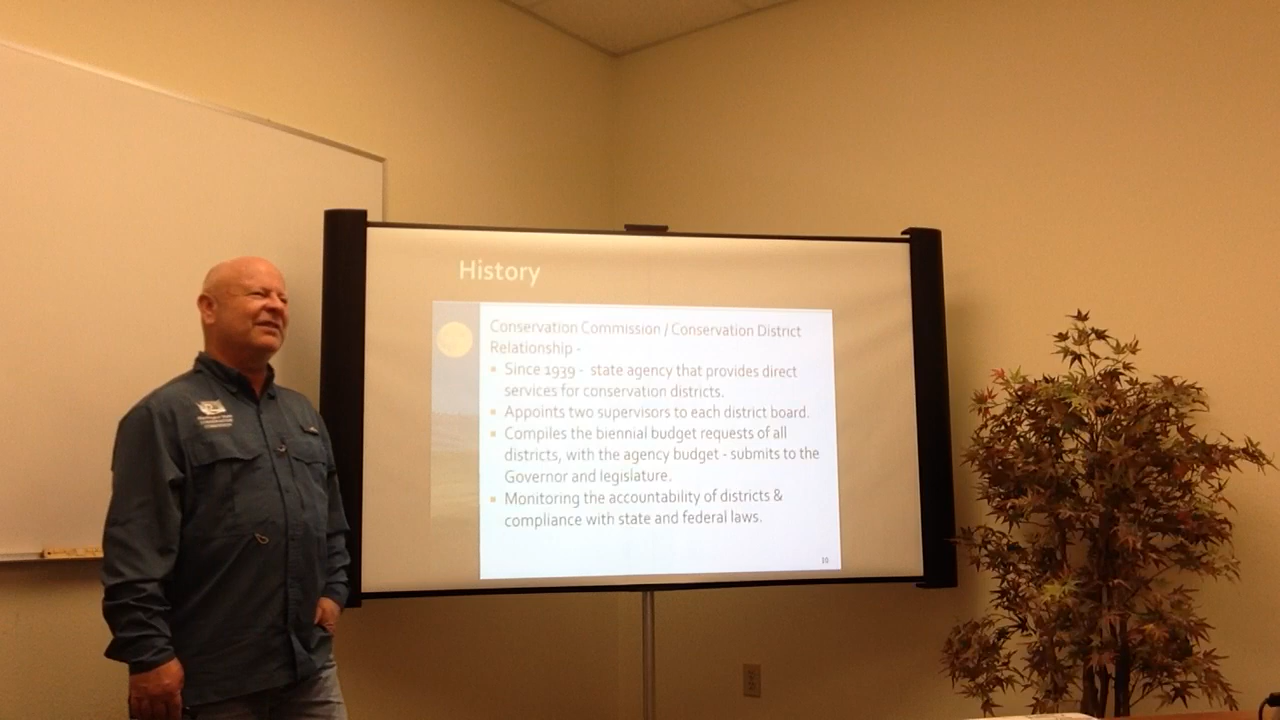 History
Conservation Commission / Conservation District
Relationship -
▪ Since 1939 - state agency that provides direct
services for conservation districts.
▪ Appoints two supervisors to each district board.
▪ Compiles the biennial budget requests of all
districts, with the agency budget - submits to the
Governor and legislature.
▪ Monitoring the accountability of districts &
compliance with state and federal laws.
10